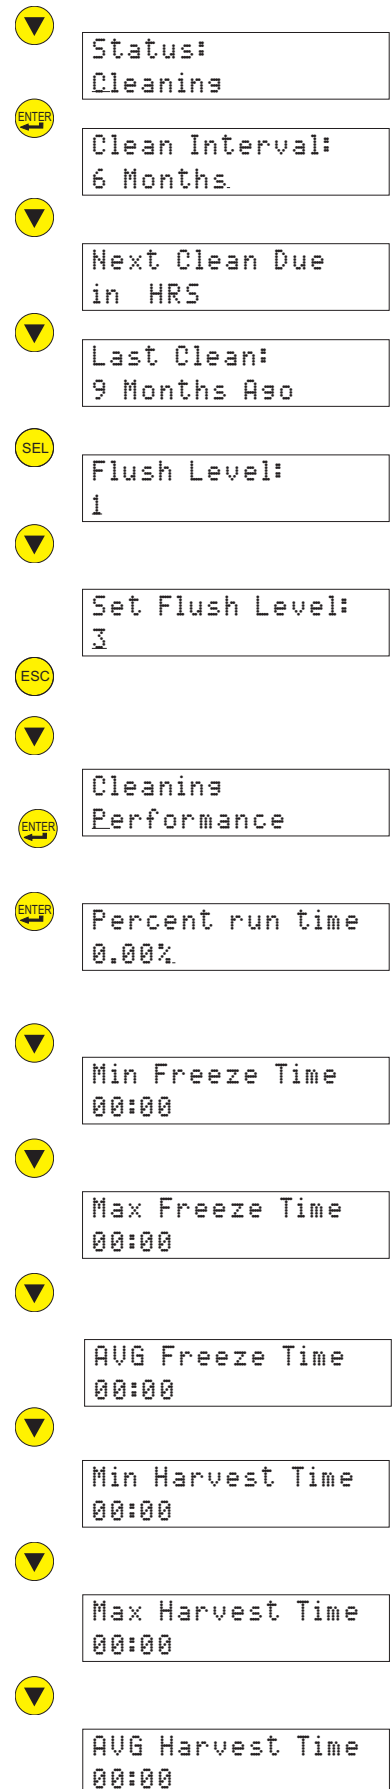 Status:
Cleaning
ENTER
Clean Interval:
6 Months
Next Clean Due
in  HRS
Last Clean:
9 Months Ago
SEL
Flush Level:
1
Set Flush Level:
3
ESC
Cleaning
Performance
ENTER
ENTER
Percent run time
0.00%
Min Freeze Time
00:00
Max Freeze Time
00:00
AVG Freeze Time
00:00
Min Harvest Time
00:00
Max Harvest Time
00:00
AVG Harvest Time
00:00